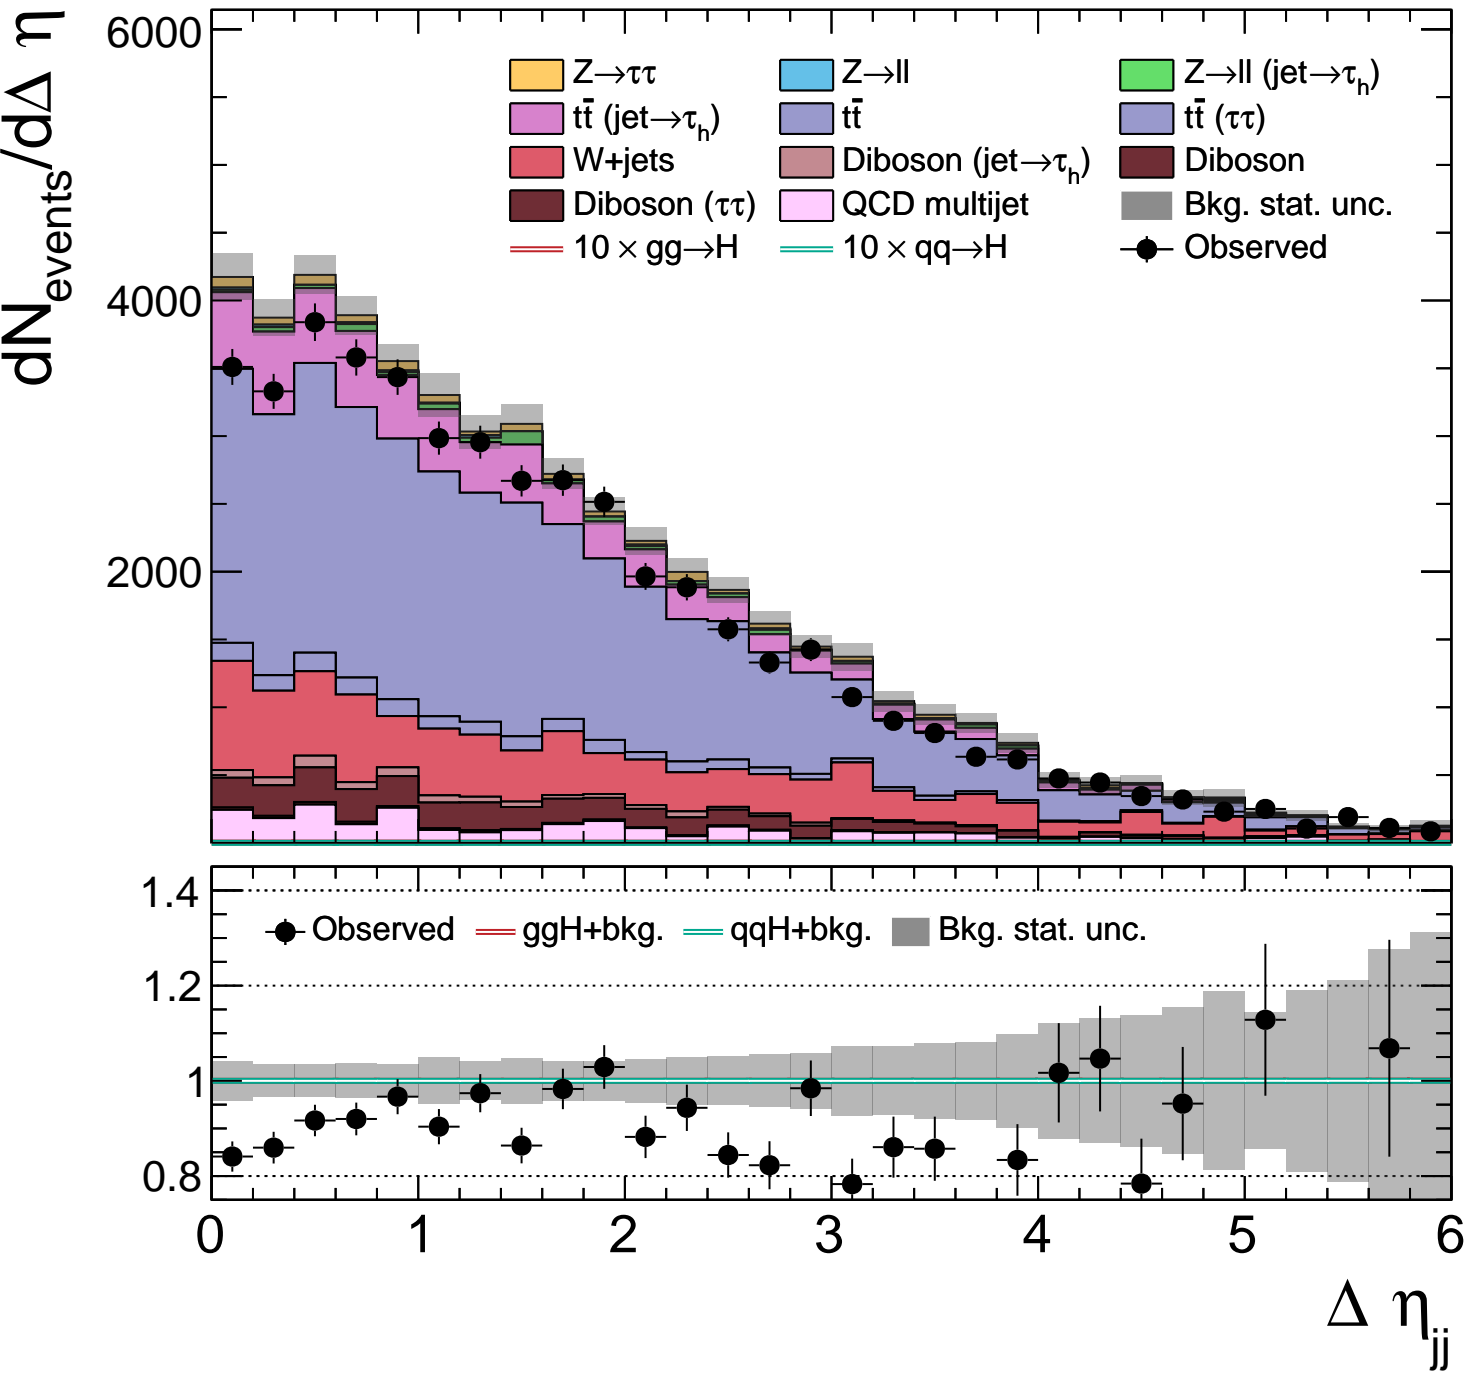 dN_events/dΔ η
6000
4000
2000
Z→ττ
Z→ll
Z→ll (jet→τ_h)
tt̄ (jet→τ_h)
tt̄
tt̄ (ττ)
W+jets
Diboson (jet→τ_h)
Diboson
Diboson (ττ)
QCD multijet
Bkg. stat. unc.
10 × gg→H
10 × qq→H
Observed
1.4
1.2
1
0.8
Observed
ggH+bkg.
qqH+bkg.
Bkg. stat. unc.
0 1 2 3 4 5 6
Δ η_jj